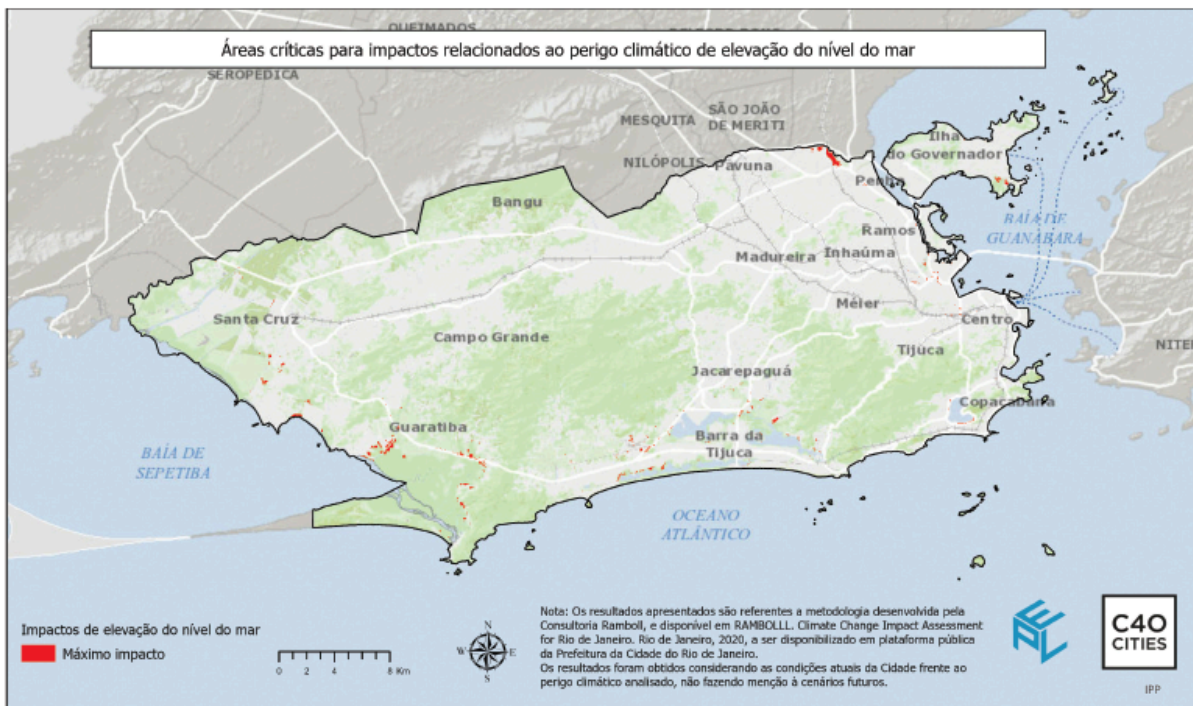 QUEIMADOS
Áreas críticas para impactos relacionados ao perigo climático de elevação do nível do mar
SEROPÉDICA
MESQUITA
SÃO JOÃO
DE MERITI
NILÓPOLIS
Pavuna
Ilha
do Governador
Penha
Bangu
BAÍA DE
GUANABARA
Ramos
Madureira
Inhaúma
Santa Cruz
Méier
Centro
Campo Grande
Tijuca
NITE
Jacarepaguá
Copacabana
Guaratiba
Barra da
Tijuca
BAÍA DE
SEPETIBA
OCEANO
ATLÂNTICO
Impactos de elevação do nível do mar
Máximo impacto
0 2 4 8 Km
N
W E
S
Nota: Os resultados apresentados são referentes a metodologia desenvolvida pela
Consultoria Ramboll, e disponível em RAMBOLLL. Climate Change Impact Assessment
for Rio de Janeiro. Rio de Janeiro, 2020, a ser disponibilizado em plataforma pública
da Prefeitura da Cidade do Rio de Janeiro.
Os resultados foram obtidos considerando as condições atuais da Cidade frente ao
perigo climático analisado, não fazendo menção à cenários futuros.
EPL
C40
CITIES
IPP